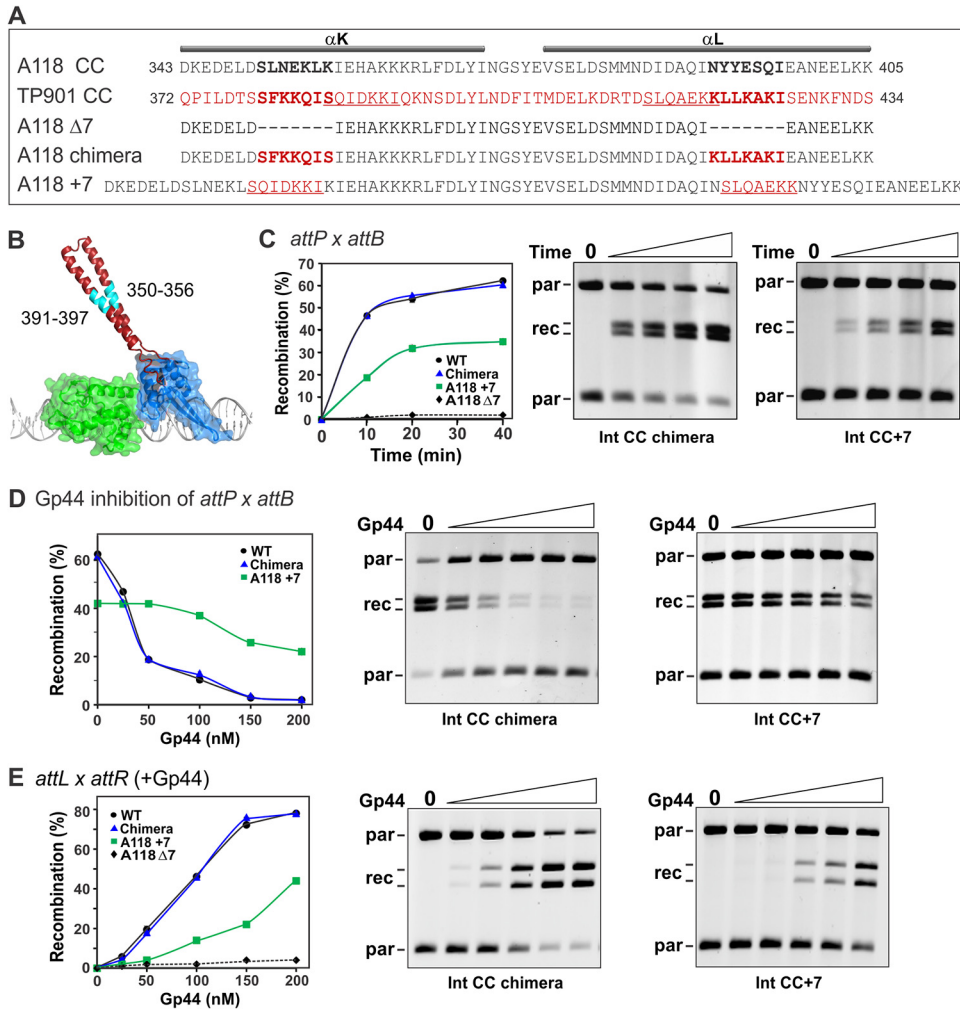 A
αK αL
A118 CC 343 DKEDELDSLNEKLKIEHAKKKRLFDLYINGSYEVSELDSMMNDIDAQINYYESQIEANEELKK 405
TP901 CC 372 QPILDTSSFKKQISQIDKKIQKNSDLYLNDFITMDELKDRTDSLQAEKKLLKAKISENKFNDS 434
A118 Δ7 DKEDELD-------IEHAKKKRLFDLYINGSYEVSELDSMMNDIDAQI-------EANEELKK
A118 chimera DKEDELDSFKKQISIEHAKKKRLFDLYINGSYEVSELDSMMNDIDAQIKLLKAKIEANEELKK
A118 +7 DKEDELDSLNEKLSQIDKKIKIEHAKKKRLFDLYINGSYEVSELDSMMNDIDAQINSLQAEKKNYYESQIEANEELKK
B
350-356
391-397
C attP x attB
Recombination (%)
70
60
50
40
30
20
10
0
0 10 20 30 40
Time (min)
WT
Chimera
A118 +7
A118 Δ7
Time 0
par
rec
par
Int CC chimera
Time 0
par
rec
par
Int CC+7
D Gp44 inhibition of attP x attB
Recombination (%)
60
40
20
0
0 50 100 150 200
Gp44 (nM)
WT
Chimera
A118 +7
Gp44 0
par
rec
par
Int CC chimera
Gp44 0
par
rec
par
Int CC+7
E attL x attR (+Gp44)
Recombination (%)
80
60
40
20
0
0 50 100 150 200
Gp44 (nM)
WT
Chimera
A118 +7
A118 Δ7
Gp44 0
par
rec
par
Int CC chimera
Gp44 0
par
rec
par
Int CC+7